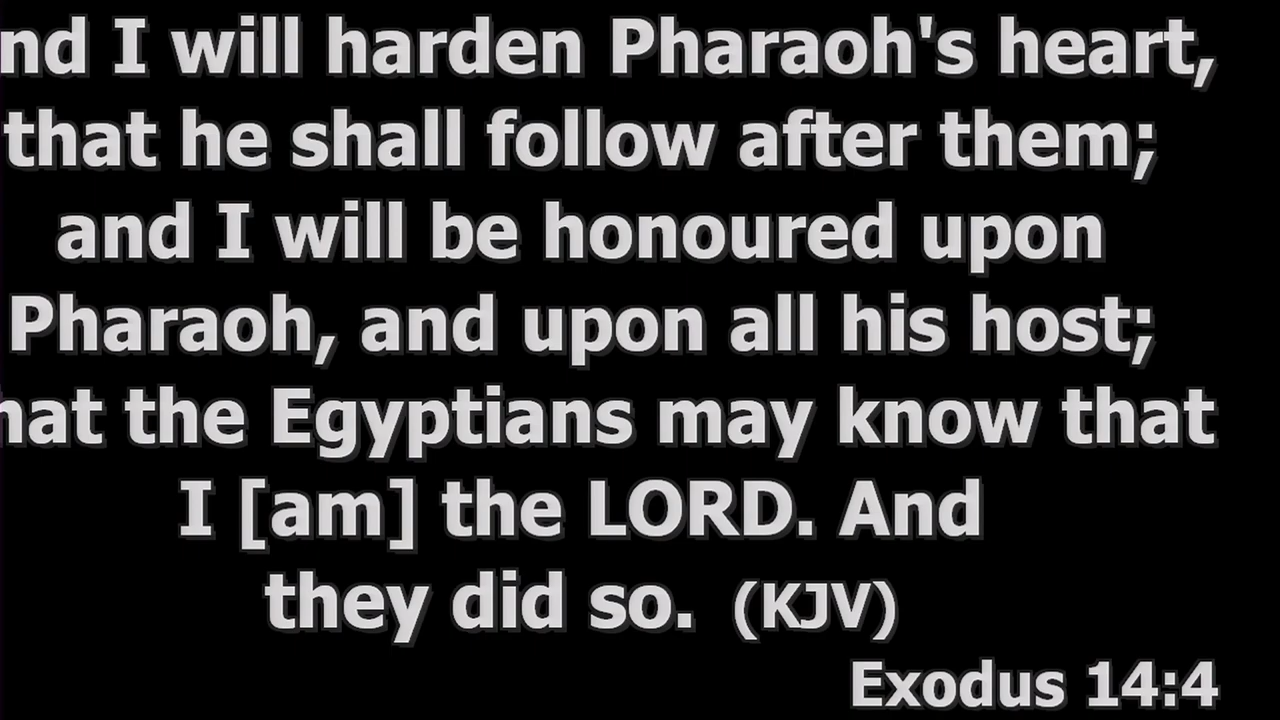 nd I will harden Pharaoh's heart,
that he shall follow after them;
and I will be honoured upon
Pharaoh, and upon all his host;
hat the Egyptians may know that
I [am] the LORD. And
they did so. (KJV)
Exodus 14:4